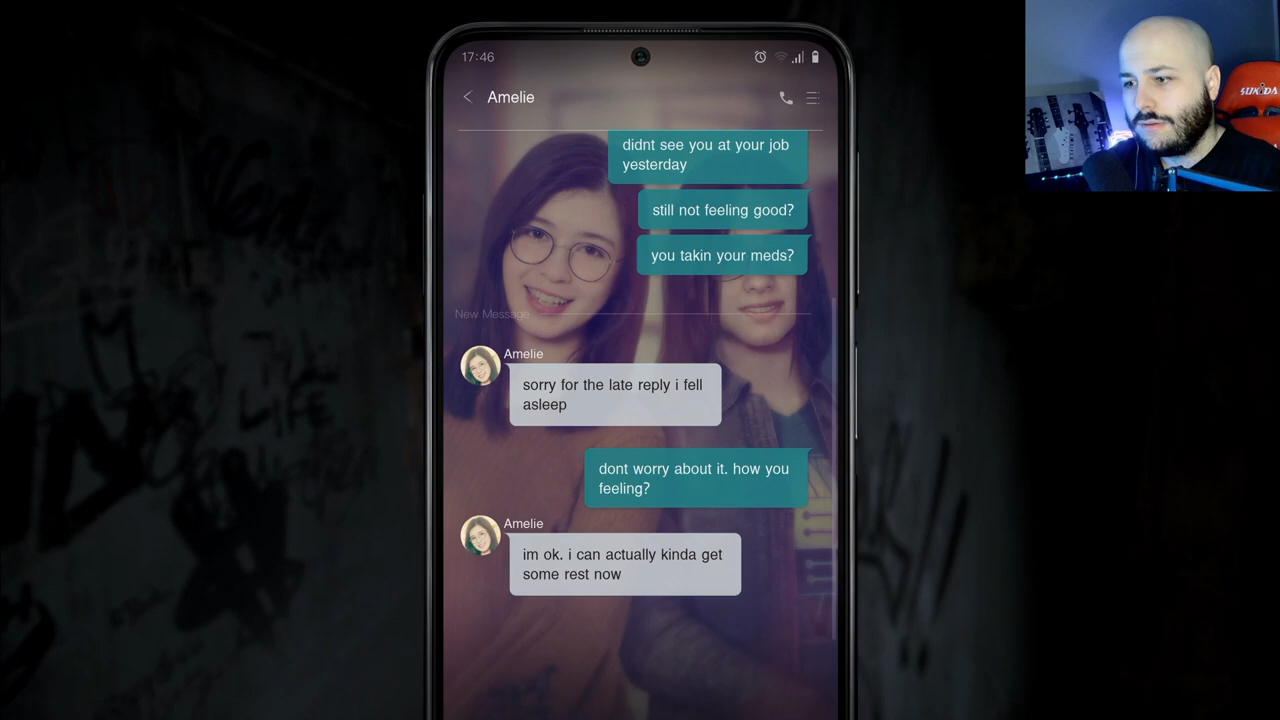 17:46
Amelie
didnt see you at your job
yesterday
still not feeling good?
you takin your meds?
New Message
Amelie
sorry for the late reply i fell
asleep
dont worry about it. how you
feeling?
Amelie
im ok. i can actually kinda get
some rest now